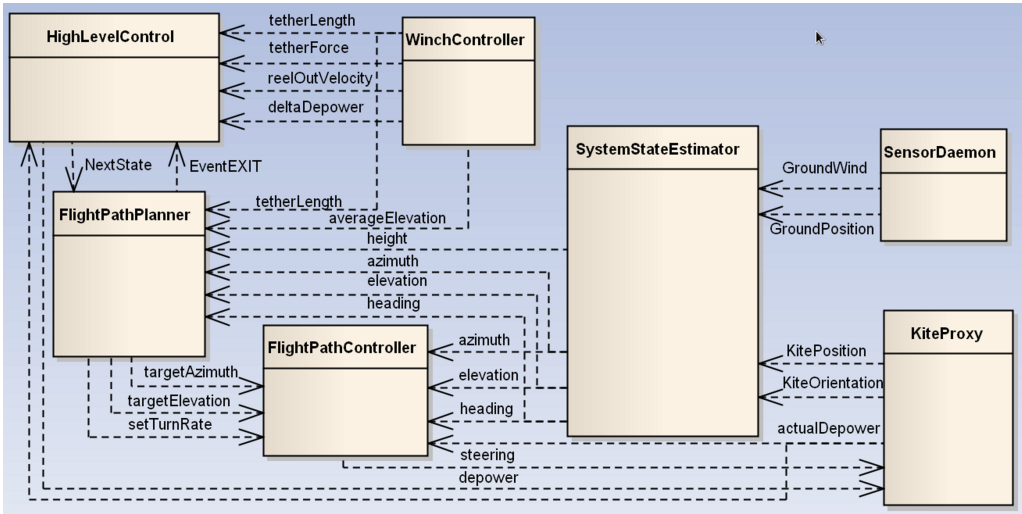 HighLevelControl
tetherLength
tetherForce
reelOutVelocity
deltaDepower
WinchController
NextState
EventEXIT
SystemStateEstimator
SensorDaemon
GroundWind
GroundPosition
FlightPathPlanner
tetherLength
averageElevation
height
azimuth
elevation
heading
FlightPathController
azimuth
elevation
heading
KiteProxy
KitePosition
KiteOrientation
targetAzimuth
targetElevation
setTurnRate
actualDepower
steering
depower